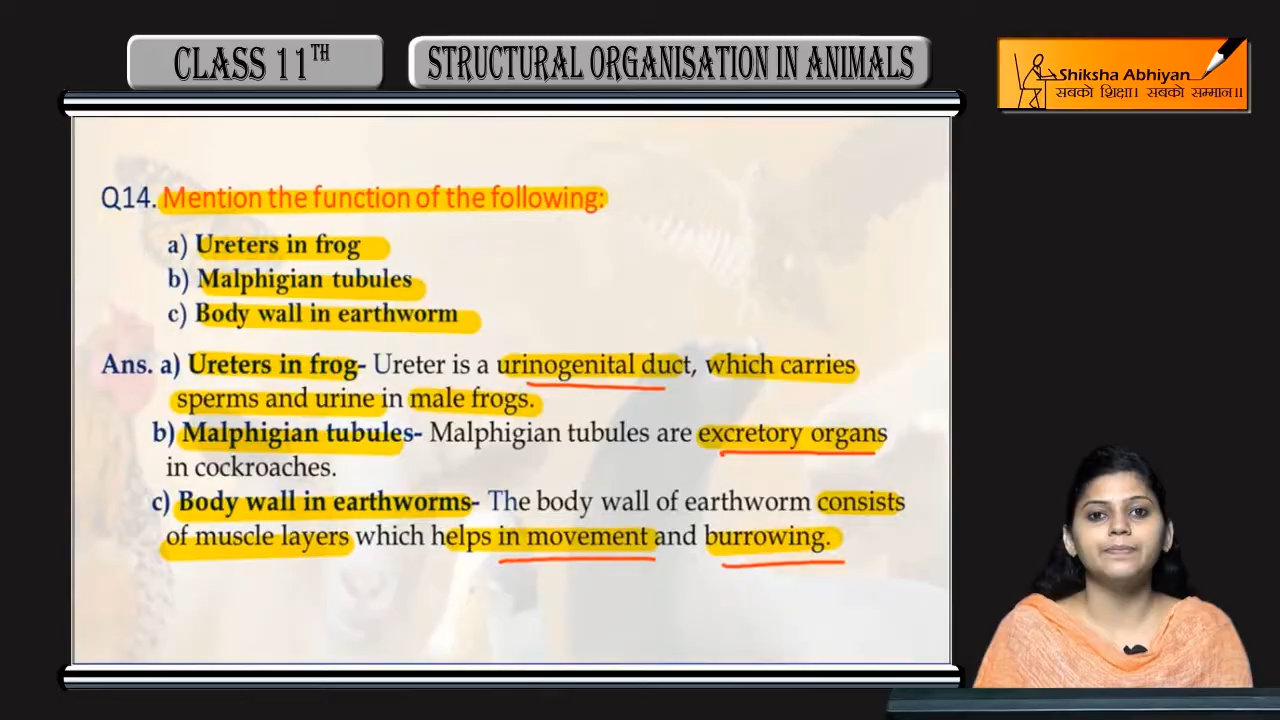 CLASS 11TH
STRUCTURAL ORGANISATION IN ANIMALS
Shiksha Abhiyan
सबको शिक्षा। सबको सम्मान॥
Q14. Mention the function of the following:
a) Ureters in frog
b) Malphigian tubules
c) Body wall in earthworm
Ans. a) Ureters in frog- Ureter is a urinogenital duct, which carries
sperms and urine in male frogs.
b) Malphigian tubules- Malphigian tubules are excretory organs
in cockroaches.
c) Body wall in earthworms- The body wall of earthworm consists
of muscle layers which helps in movement and burrowing.